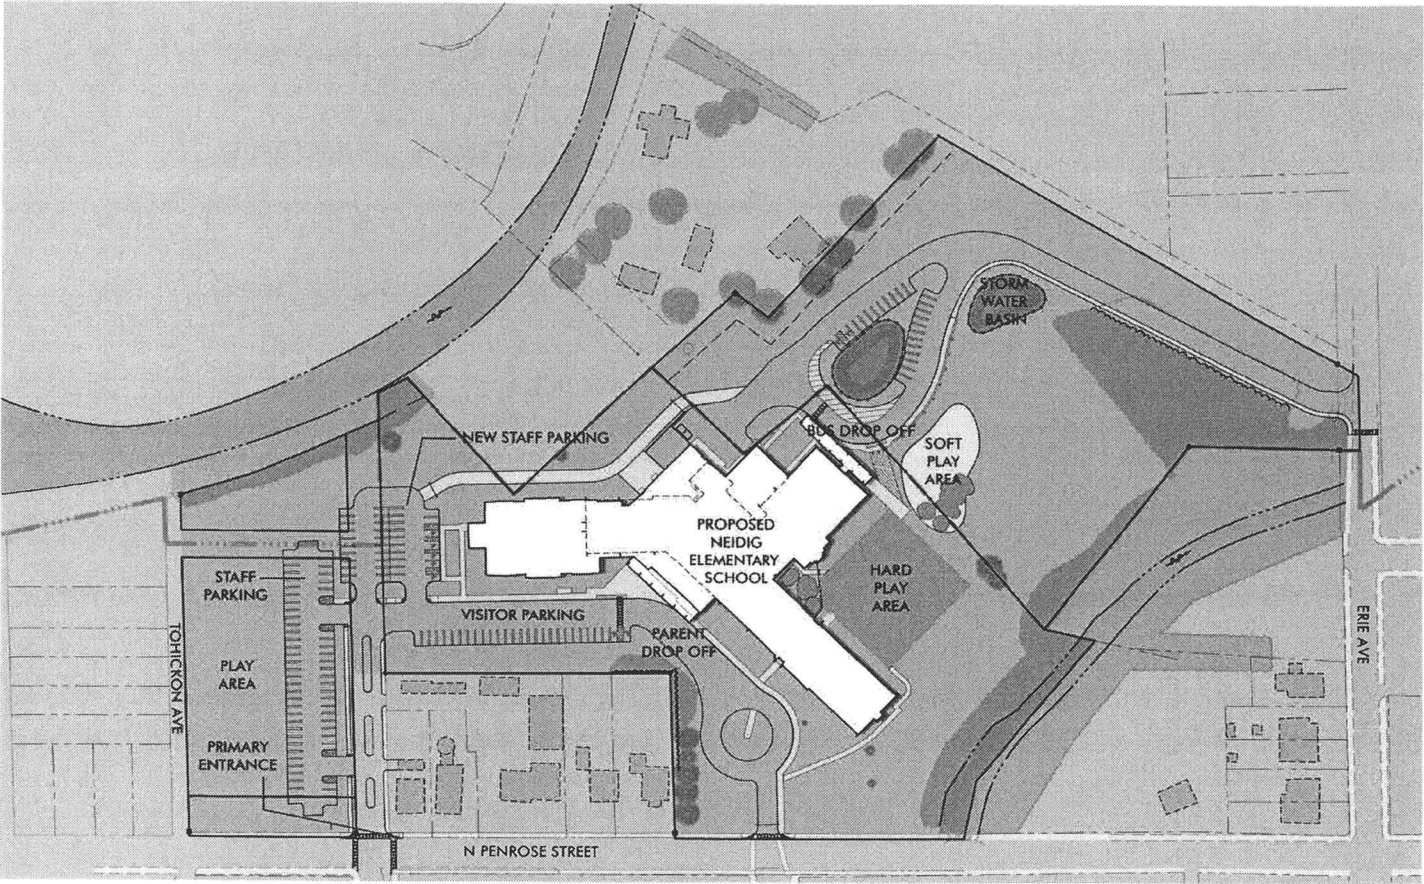 STORM
WATER
BASIN
NEW STAFF PARKING
BUS DROP OFF
SOFT
PLAY
AREA
PROPOSED
NEIDIG
ELEMENTARY
SCHOOL
HARD
PLAY
AREA
STAFF
PARKING
VISITOR PARKING
PARENT
DROP OFF
TOHICKON AVE
PLAY
AREA
ERIE AVE
PRIMARY
ENTRANCE
N PENROSE STREET